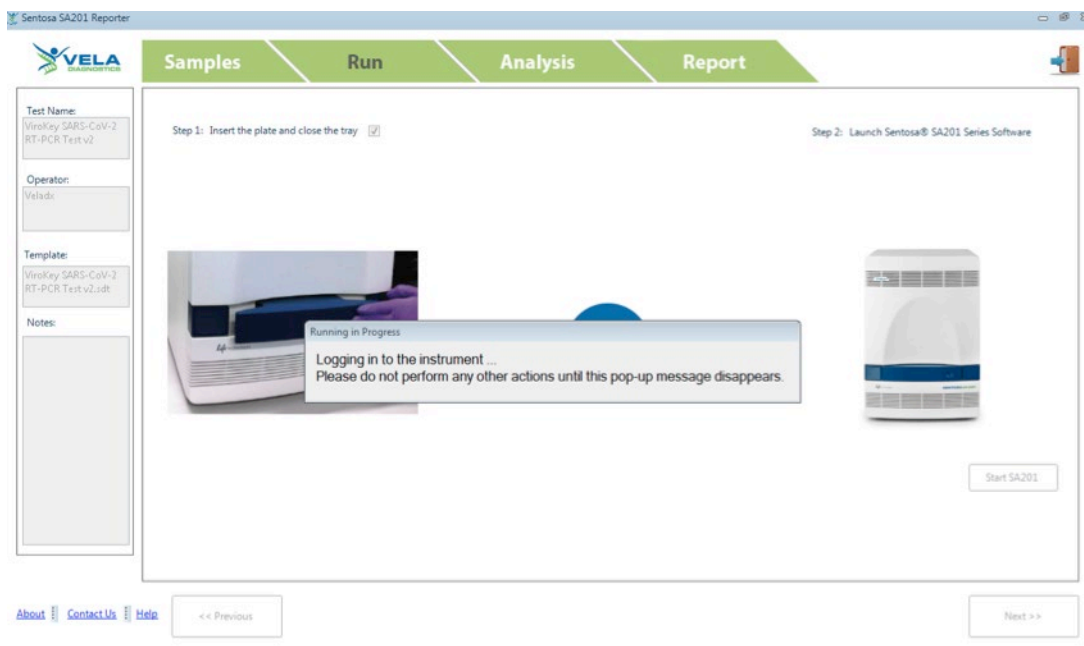 Sentosa SA201 Reporter
VELA
DIAGNOSTICS
Samples
Run
Analysis
Report
Test Name:
ViroKey SARS-CoV-2
RT-PCR Test v2
Operator:
Veladx
Template:
ViroKey SARS-CoV-2
RT-PCR Test v2.sdt
Notes:
Step 1: Insert the plate and close the tray
Step 2: Launch Sentosa® SA201 Series Software
Running in Progress
Logging in to the instrument ...
Please do not perform any other actions until this pop-up message disappears.
Start SA201
About
Contact Us
Help
<< Previous
Next >>